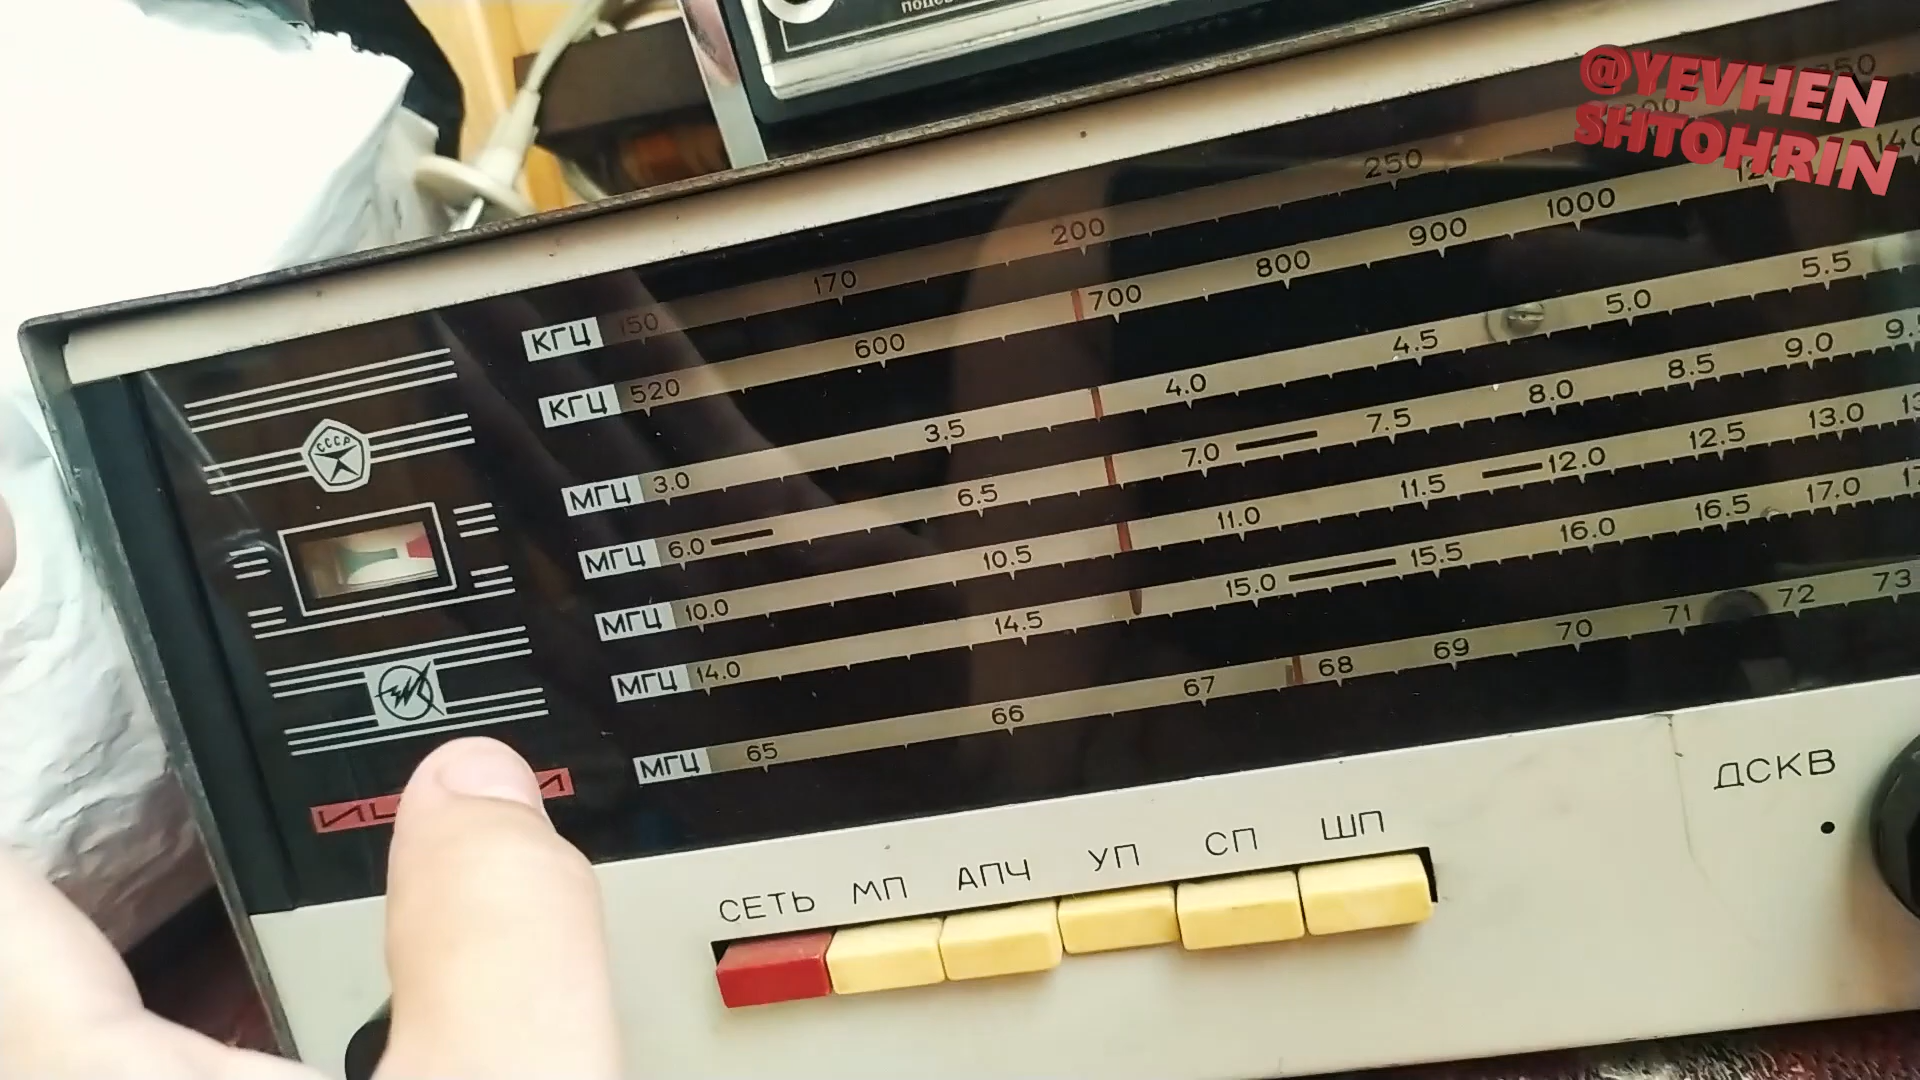 @YEVHEN
SHTOHRIN
КГЦ 150 170 200 250
КГЦ 520 600 700 800 900 1000
МГЦ 3.0 3.5 4.0 4.5 5.0 5.5
МГЦ 6.0 6.5 7.0 7.5 8.0 8.5 9.0
МГЦ 10.0 10.5 11.0 11.5 12.0 12.5 13.0
МГЦ 14.0 14.5 15.0 15.5 16.0 16.5 17.0
МГЦ 65 66 67 68 69 70 71 72 73
СССР
СЕТЬ МП АПЧ УП СП ШП
ДСКВ